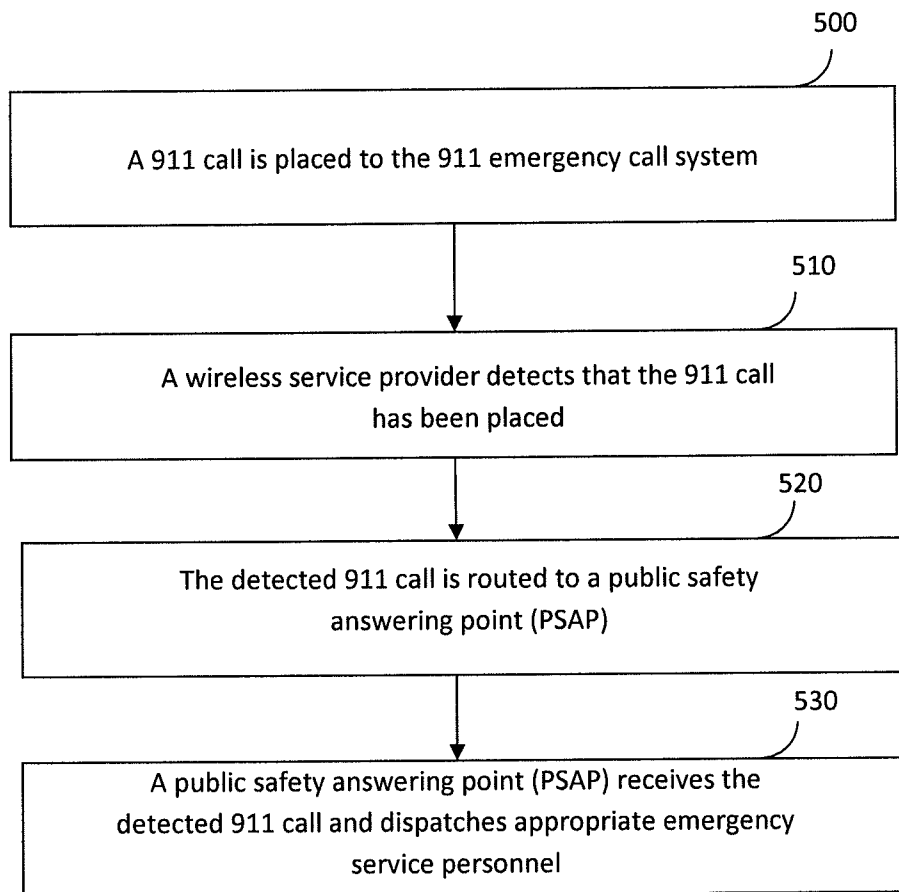 500
A 911 call is placed to the 911 emergency call system
510
A wireless service provider detects that the 911 call
has been placed
520
The detected 911 call is routed to a public safety
answering point (PSAP)
530
A public safety answering point (PSAP) receives the
detected 911 call and dispatches appropriate emergency
service personnel